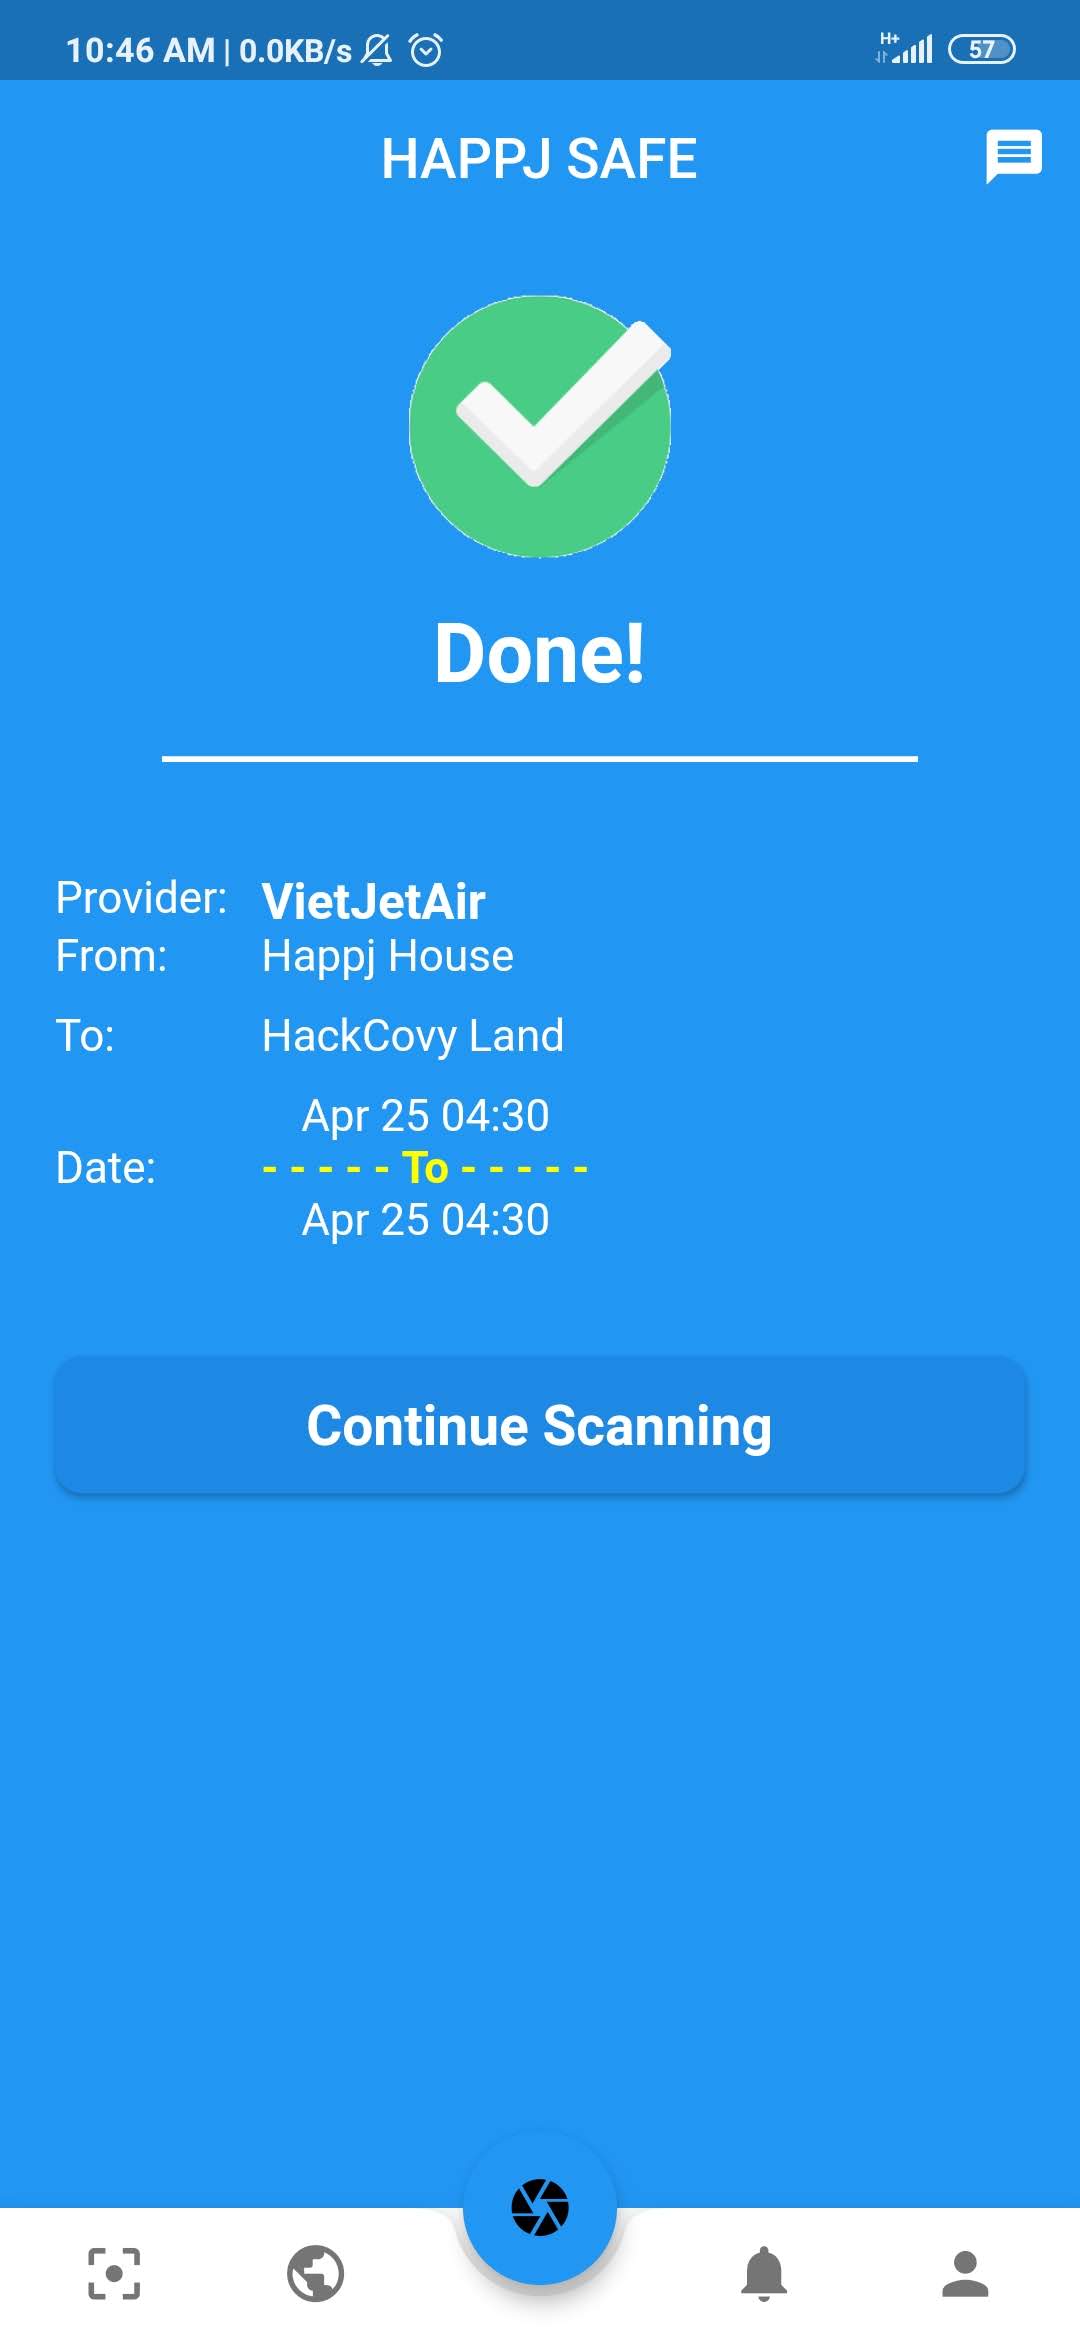 10:46 AM | 0.0KB/s
H+
57
HAPPJ SAFE
Done!
Provider: VietJetAir
From: Happj House
To: HackCovy Land
Apr 25 04:30
Date: - - - - - To - - - - -
Apr 25 04:30
Continue Scanning